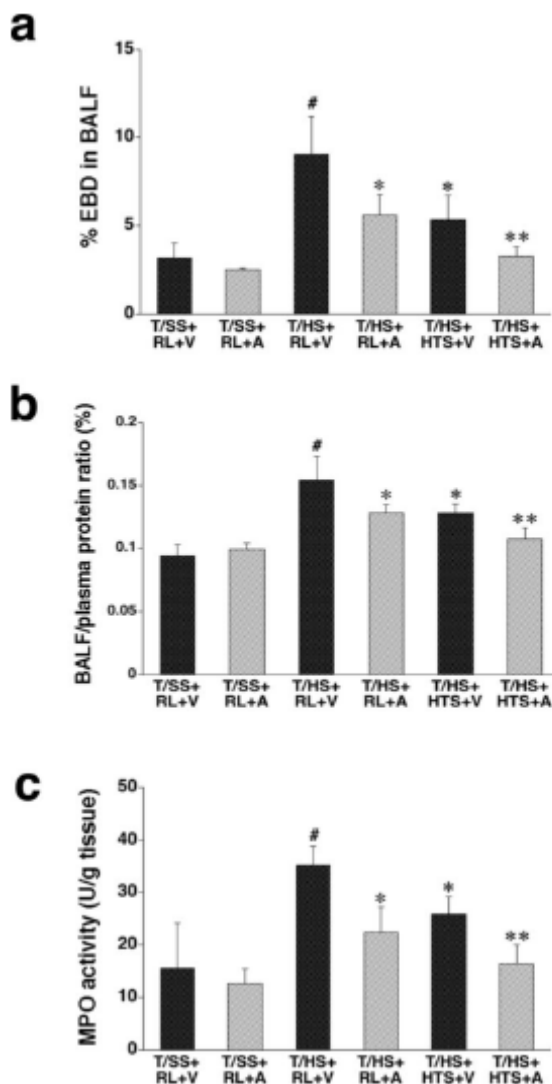 a
% EBD in BALF
15
10
5
0
#
*
*
**
T/SS+ T/SS+ T/HS+ T/HS+ T/HS+ T/HS+
RL+V RL+A RL+V RL+A HTS+V HTS+A
b
BALF/plasma protein ratio (%)
0.2
0.15
0.1
0.05
0
#
*
*
**
T/SS+ T/SS+ T/HS+ T/HS+ T/HS+ T/HS+
RL+V RL+A RL+V RL+A HTS+V HTS+A
c
MPO activity (U/g tissue)
50
40
30
20
10
0
#
*
*
**
T/SS+ T/SS+ T/HS+ T/HS+ T/HS+ T/HS+
RL+V RL+A RL+V RL+A HTS+V HTS+A